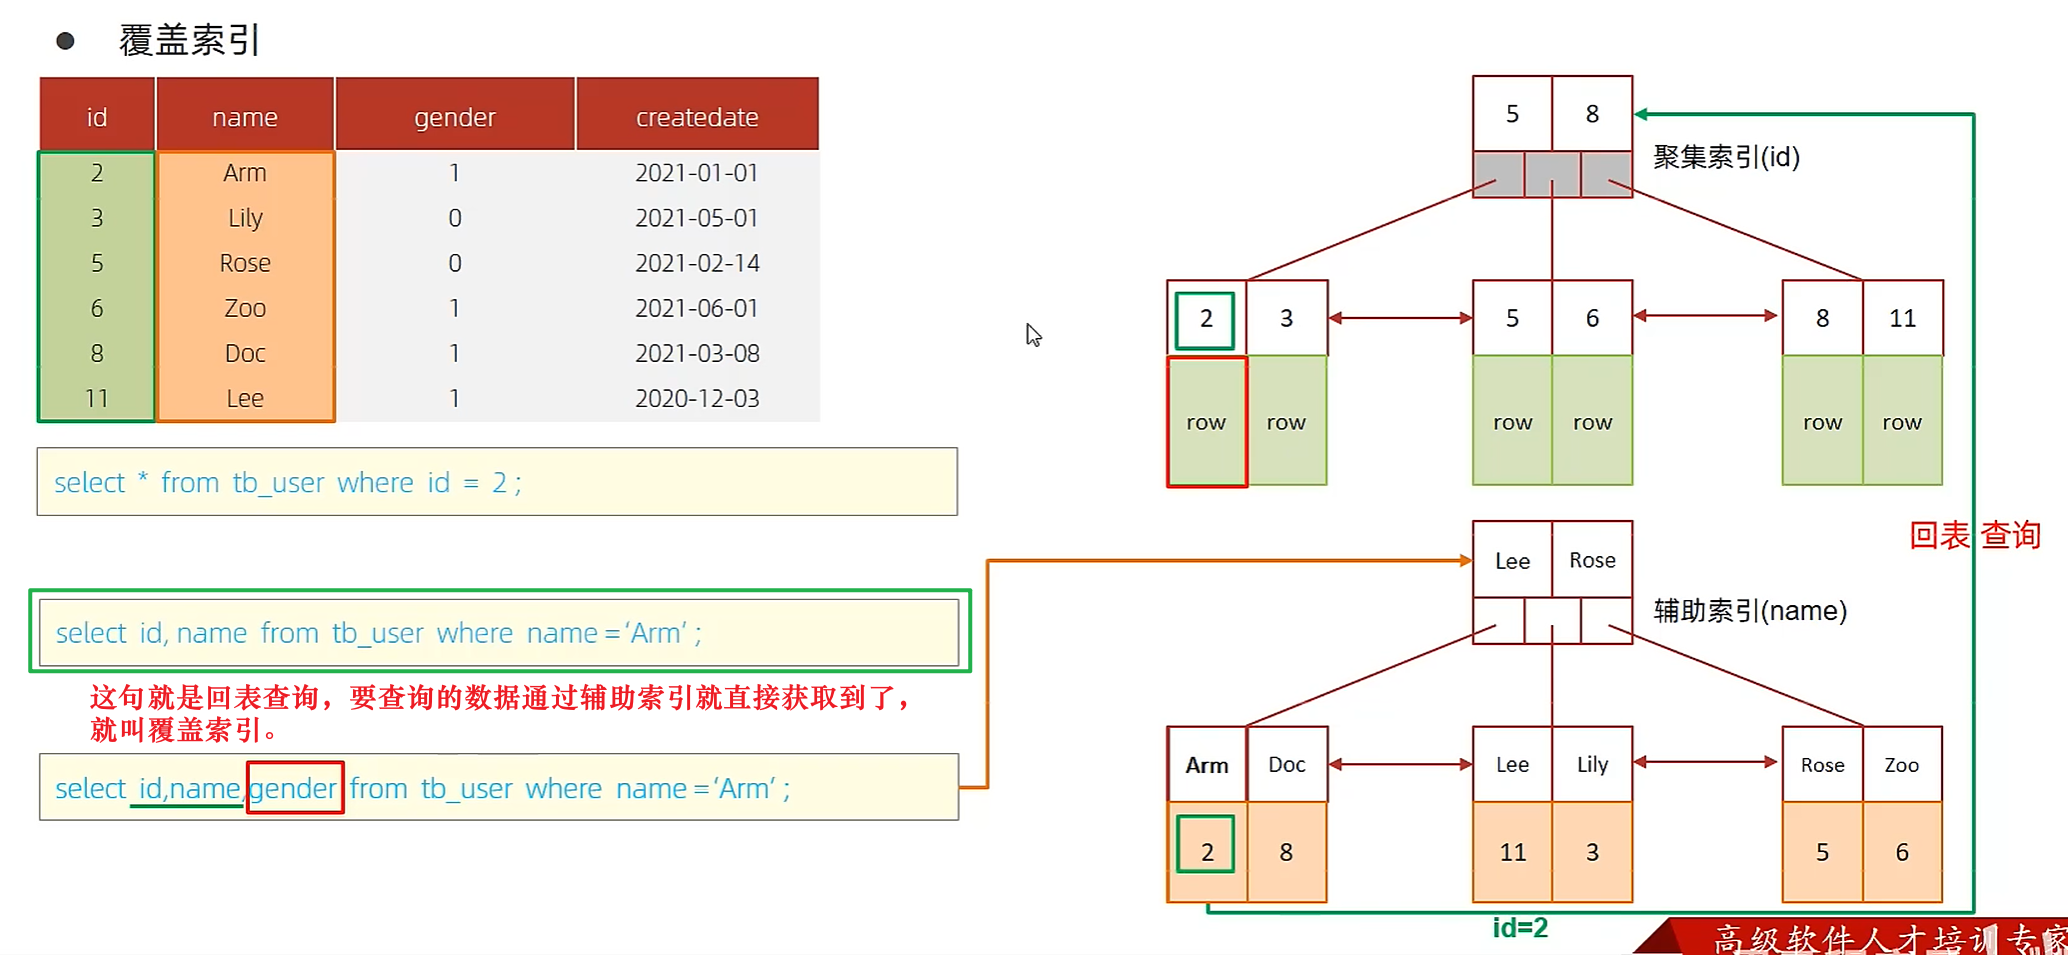 ● 覆盖索引
id name gender createdate
2 Arm 1 2021-01-01
3 Lily 0 2021-05-01
5 Rose 0 2021-02-14
6 Zoo 1 2021-06-01
8 Doc 1 2021-03-08
11 Lee 1 2020-12-03
select * from tb_user where id = 2 ;
select id, name from tb_user where name = ‘Arm’ ;
这句就是回表查询，要查询的数据通过辅助索引就直接获取到了，
就叫覆盖索引。
select id,name,gender from tb_user where name = ‘Arm’ ;
5 8
聚集索引(id)
2 3 5 6 8 11
row row row row row row
回表 查询
Lee Rose
辅助索引(name)
Arm Doc Lee Lily Rose Zoo
2 8 11 3 5 6
id=2
高级软件人才培训专家